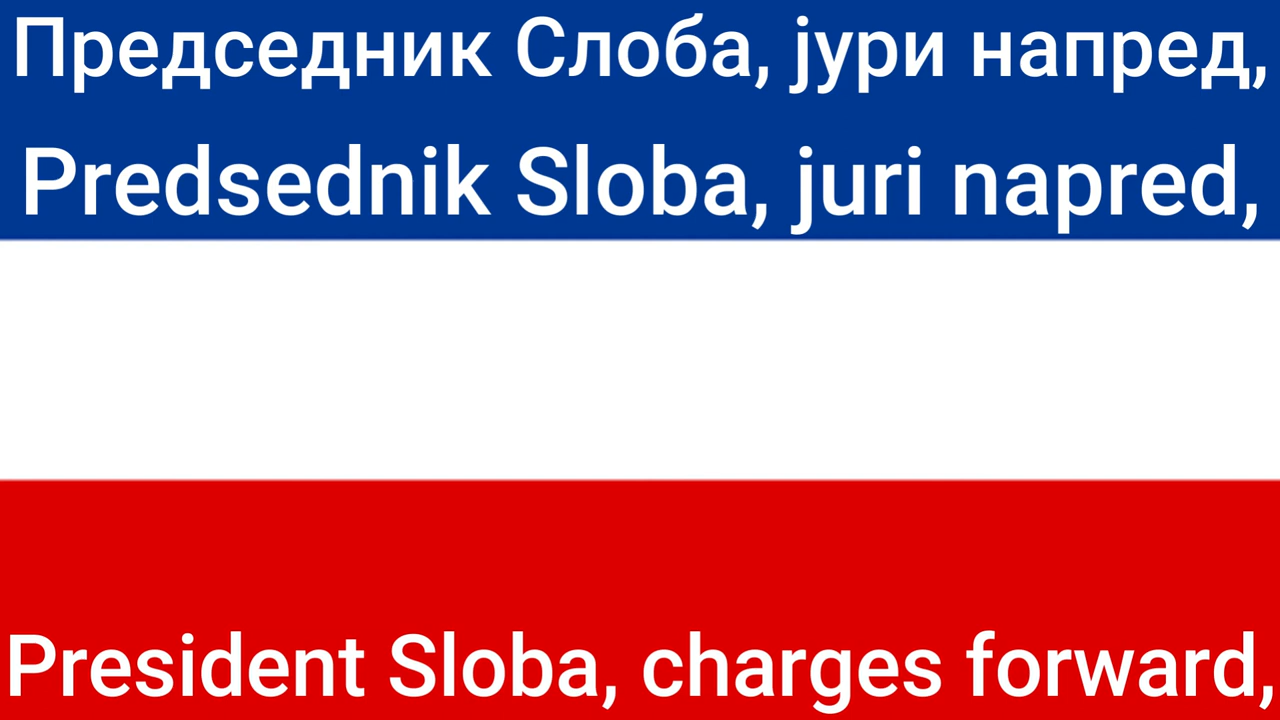 Председник Слоба, јури напред,
Predsednik Sloba, juri napred,
President Sloba, charges forward,